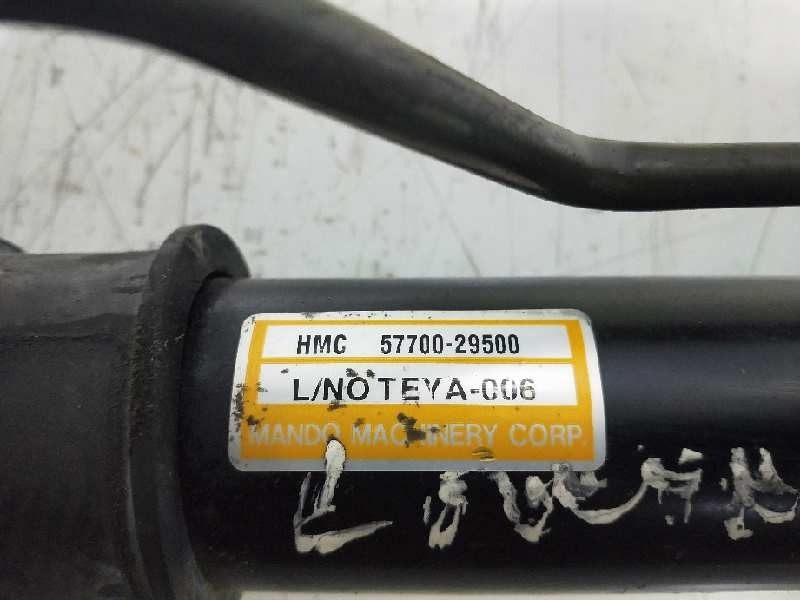 HMC 57700-29500
L/NO TEYA-006
MANDO MACHINERY CORP.